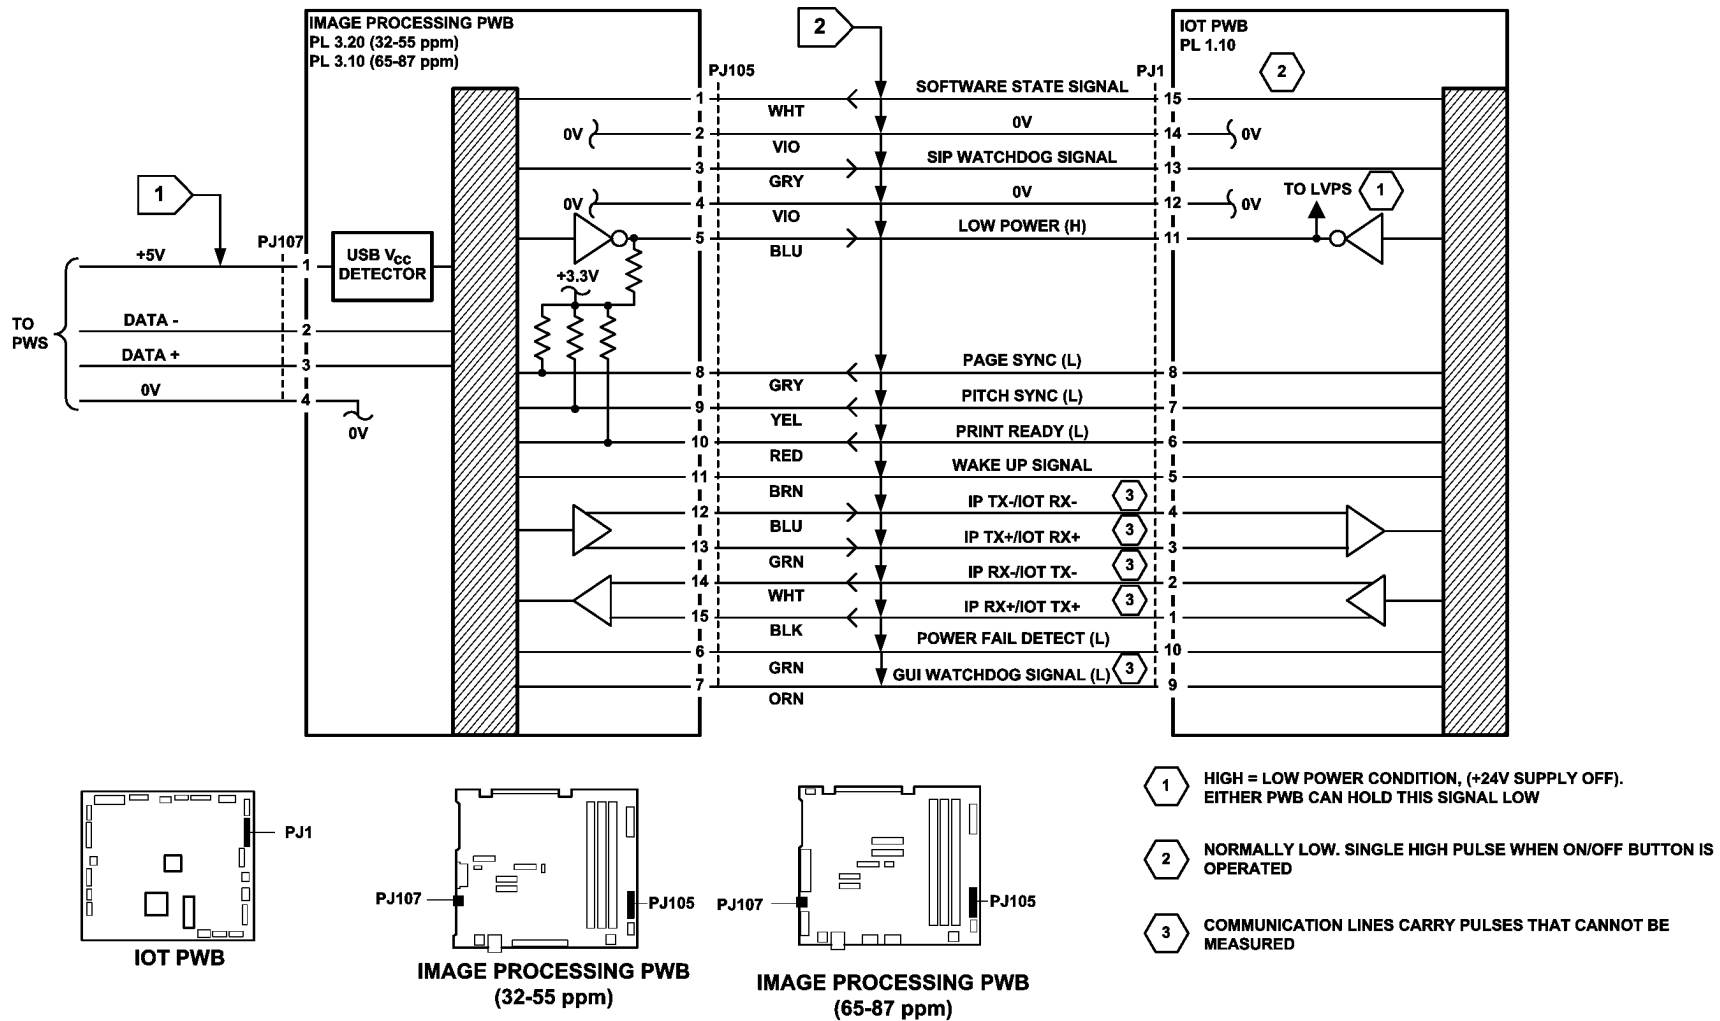 IMAGE PROCESSING PWB
PL 3.20 (32-55 ppm)
PL 3.10 (65-87 ppm)
2
IOT PWB
PL 1.10
2
PJ105
PJ1
1 WHT SOFTWARE STATE SIGNAL 15
0V 2 VIO 0V 14 0V
3 GRY SIP WATCHDOG SIGNAL 13
0V 4 VIO 0V 12 0V
TO LVPS 1
5 BLU LOW POWER (H) 11
1
PJ107
+5V 1
USB VCC
DETECTOR
+3.3V
TO
PWS
DATA - 2
DATA + 3
0V 4
0V
8 GRY PAGE SYNC (L) 8
9 YEL PITCH SYNC (L) 7
10 RED PRINT READY (L) 6
11 BRN WAKE UP SIGNAL 5
12 BLU IP TX-/IOT RX- 3 4
13 GRN IP TX+/IOT RX+ 3 3
14 WHT IP RX-/IOT TX- 3 2
15 BLK IP RX+/IOT TX+ 3 1
6 GRN POWER FAIL DETECT (L) 10
7 ORN GUI WATCHDOG SIGNAL (L) 3 9
PJ1
IOT PWB
PJ107
PJ105
IMAGE PROCESSING PWB
(32-55 ppm)
PJ107
PJ105
IMAGE PROCESSING PWB
(65-87 ppm)
1 HIGH = LOW POWER CONDITION, (+24V SUPPLY OFF).
EITHER PWB CAN HOLD THIS SIGNAL LOW
2 NORMALLY LOW. SINGLE HIGH PULSE WHEN ON/OFF BUTTON IS
OPERATED
3 COMMUNICATION LINES CARRY PULSES THAT CANNOT BE
MEASURED